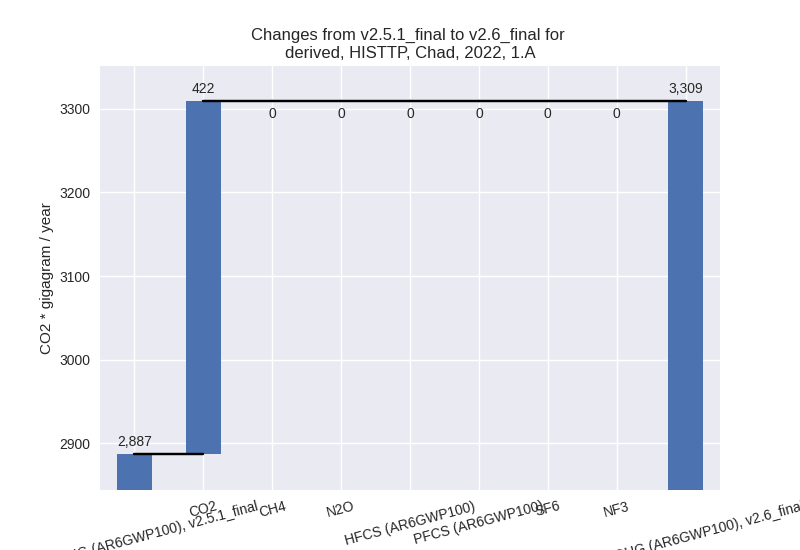 Changes from v2.5.1_final to v2.6_final for
derived, HISTTP, Chad, 2022, 1.A
CO2 * gigagram / year
3300
3200
3100
3000
2900
2,887
422
0
0
0
0
0
0
3,309
(AR6GWP100), v2.5.1_final
CO2
CH4
N2O
HFCS (AR6GWP100)
PFCS (AR6GWP100)
SF6
NF3
(AR6GWP100), v2.6_final